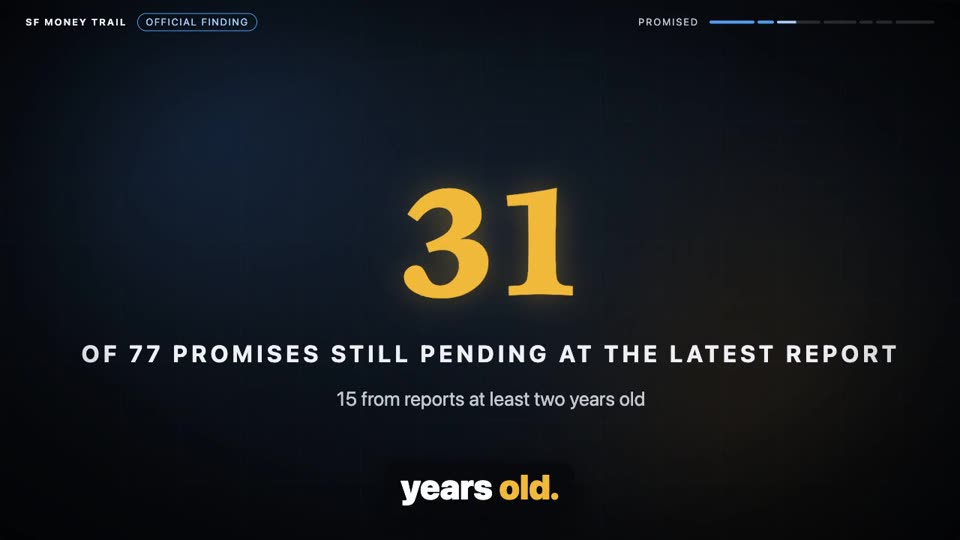 SF MONEY TRAIL
OFFICIAL FINDING
PROMISED
31
OF 77 PROMISES STILL PENDING AT THE LATEST REPORT
15 from reports at least two years old
years old.